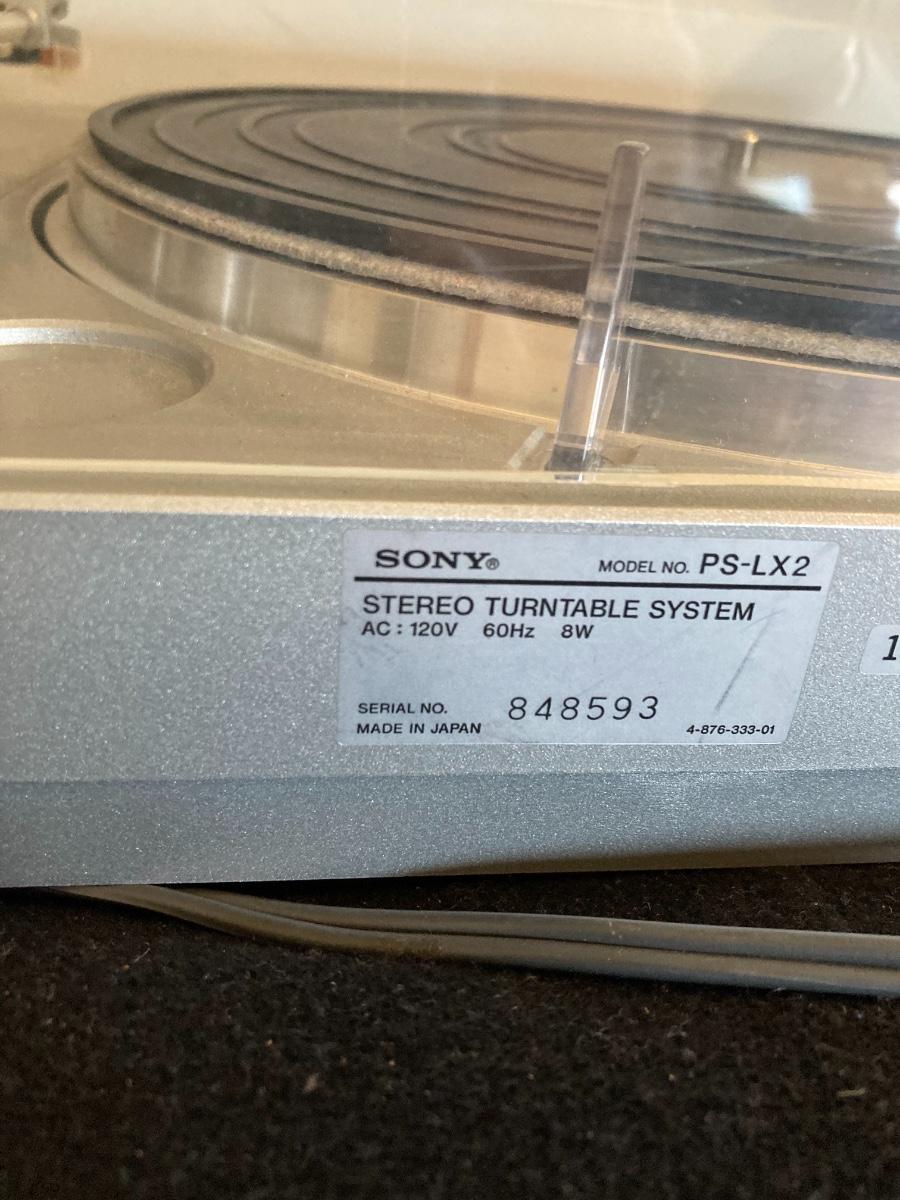 SONY® MODEL NO. PS-LX2
STEREO TURNTABLE SYSTEM
AC : 120V 60Hz 8W
SERIAL NO. 848593
MADE IN JAPAN 4-876-333-01
1